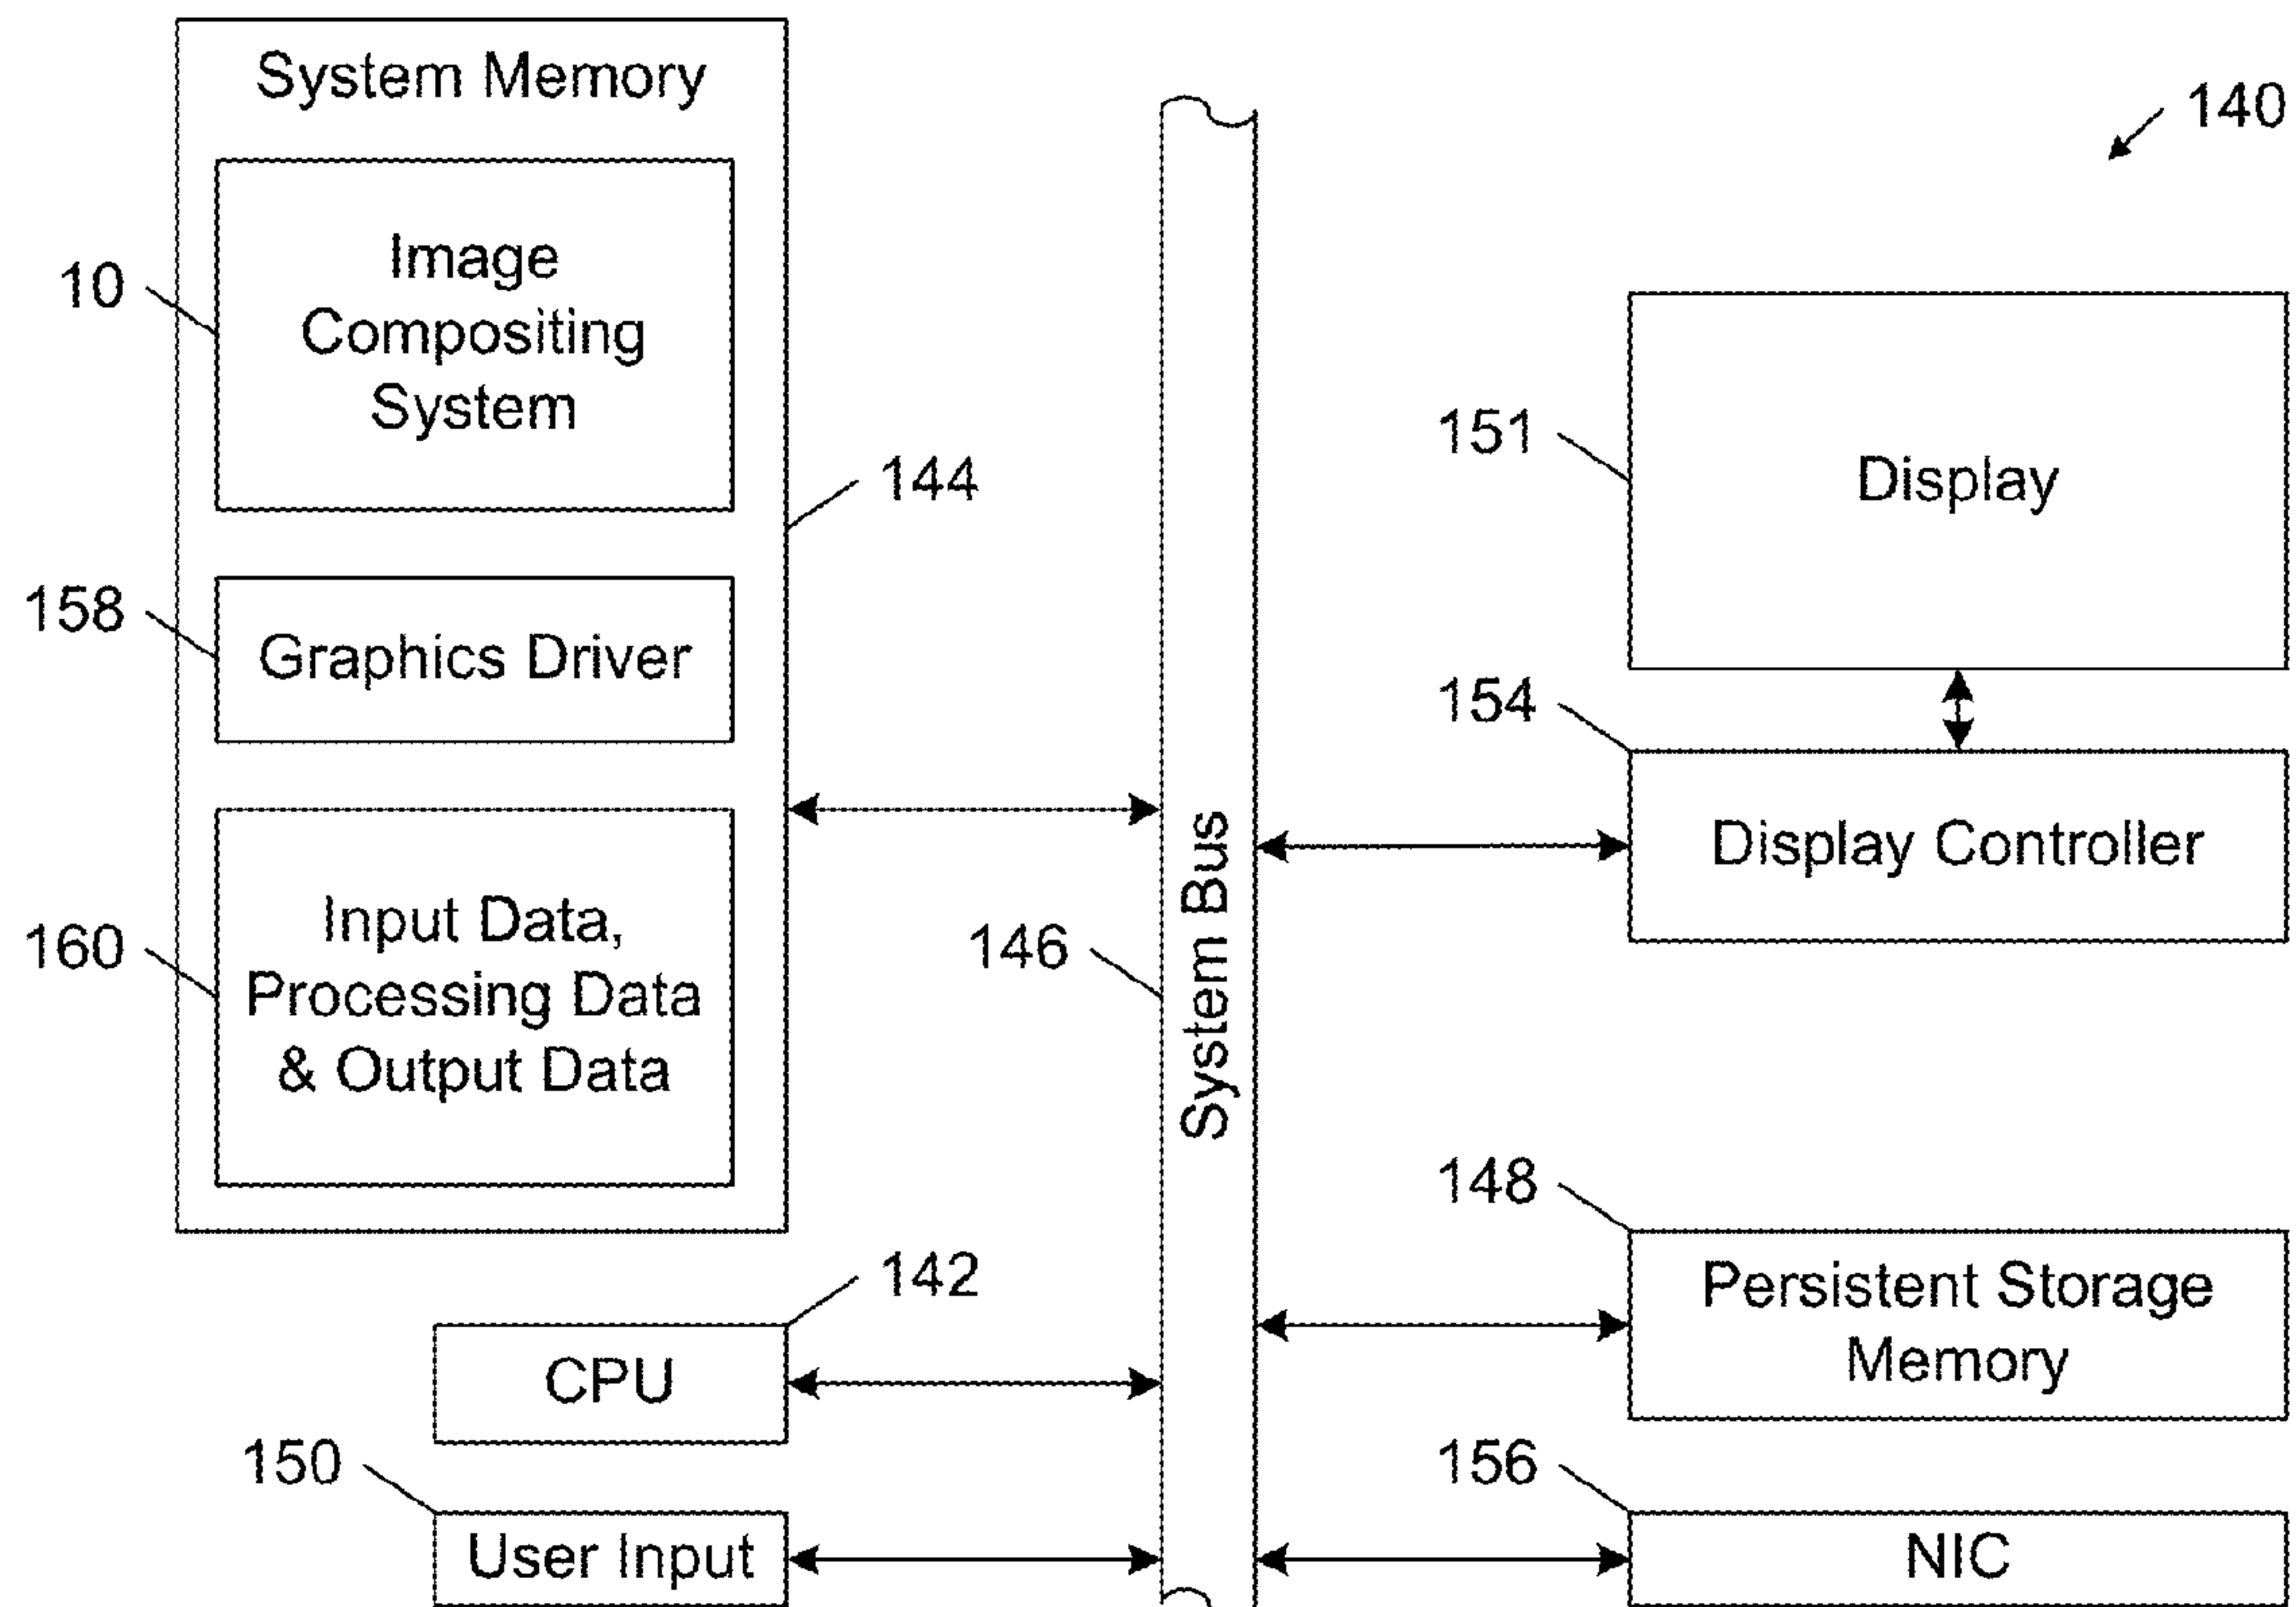 System Memory
140
Image
Compositing
System
10
144
151
Display
158
Graphics Driver
154
Display Controller
160
Input Data,
Processing Data
& Output Data
146
System Bus
148
Persistent Storage
Memory
142
CPU
150
User Input
156
NIC